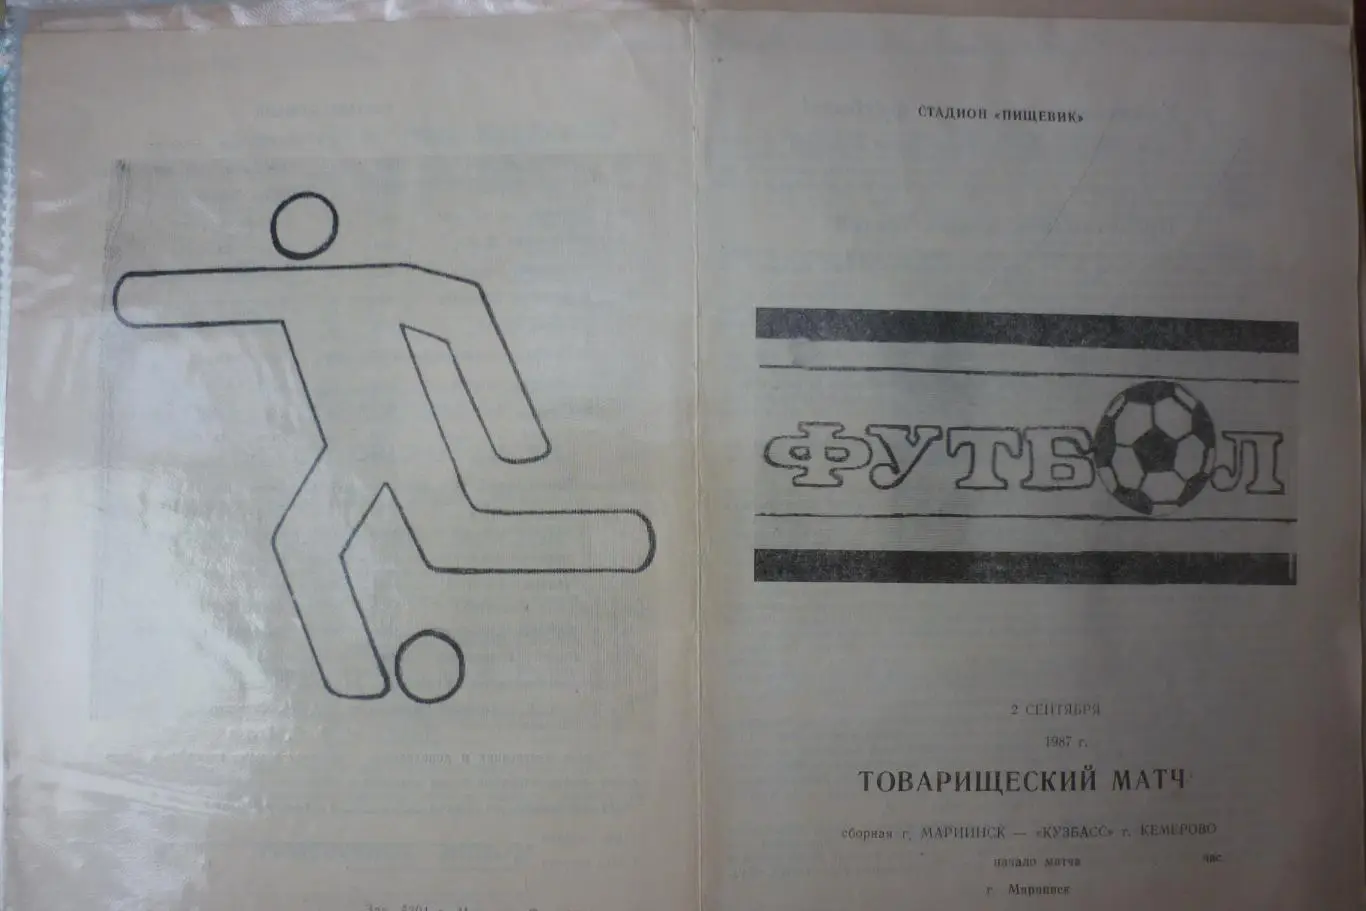 СТАДИОН «ПИЩЕВИК»
ФУТБОЛ
2 СЕНТЯБРЯ
1987 г.
ТОВАРИЩЕСКИЙ МАТЧ
сборная г. МАРИИНСК — «КУЗБАСС» г. КЕМЕРОВО
начало матча час
г. Мариинск